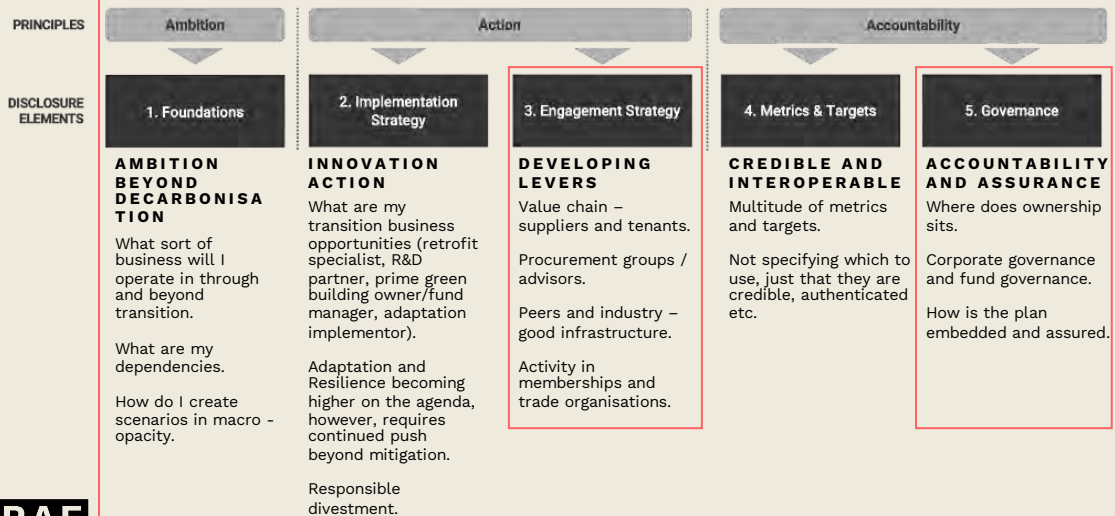 PRINCIPLES
Ambition
Action
Accountability
DISCLOSURE
ELEMENTS
1. Foundations
2. Implementation
Strategy
3. Engagement Strategy
4. Metrics & Targets
5. Governance
AMBITION
BEYOND
DECARBONISA
TION
What sort of
business will I
operate in through
and beyond
transition.
What are my
dependencies.
How do I create
scenarios in macro -
opacity.
INNOVATION
ACTION
What are my
transition business
opportunities (retrofit
specialist, R&D
partner, prime green
building owner/fund
manager, adaptation
implementor).
Adaptation and
Resilience becoming
higher on the agenda,
however, requires
continued push
beyond mitigation.
Responsible
divestment.
DEVELOPING
LEVERS
Value chain –
suppliers and tenants.
Procurement groups /
advisors.
Peers and industry –
good infrastructure.
Activity in
memberships and
trade organisations.
CREDIBLE AND
INTEROPERABLE
Multitude of metrics
and targets.
Not specifying which to
use, just that they are
credible, authenticated
etc.
ACCOUNTABILITY
AND ASSURANCE
Where does ownership
sits.
Corporate governance
and fund governance.
How is the plan
embedded and assured.